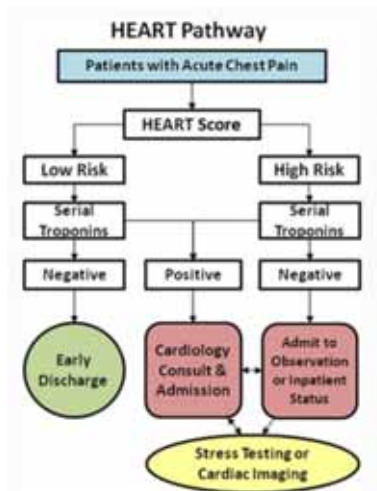 HEART Pathway
Patients with Acute Chest Pain
HEART Score
Low Risk
High Risk
Serial
Troponins
Serial
Troponins
Negative
Positive
Negative
Early
Discharge
Cardiology
Consult &
Admission
Admit to
Observation
or Inpatient
Status
Stress Testing or
Cardiac Imaging